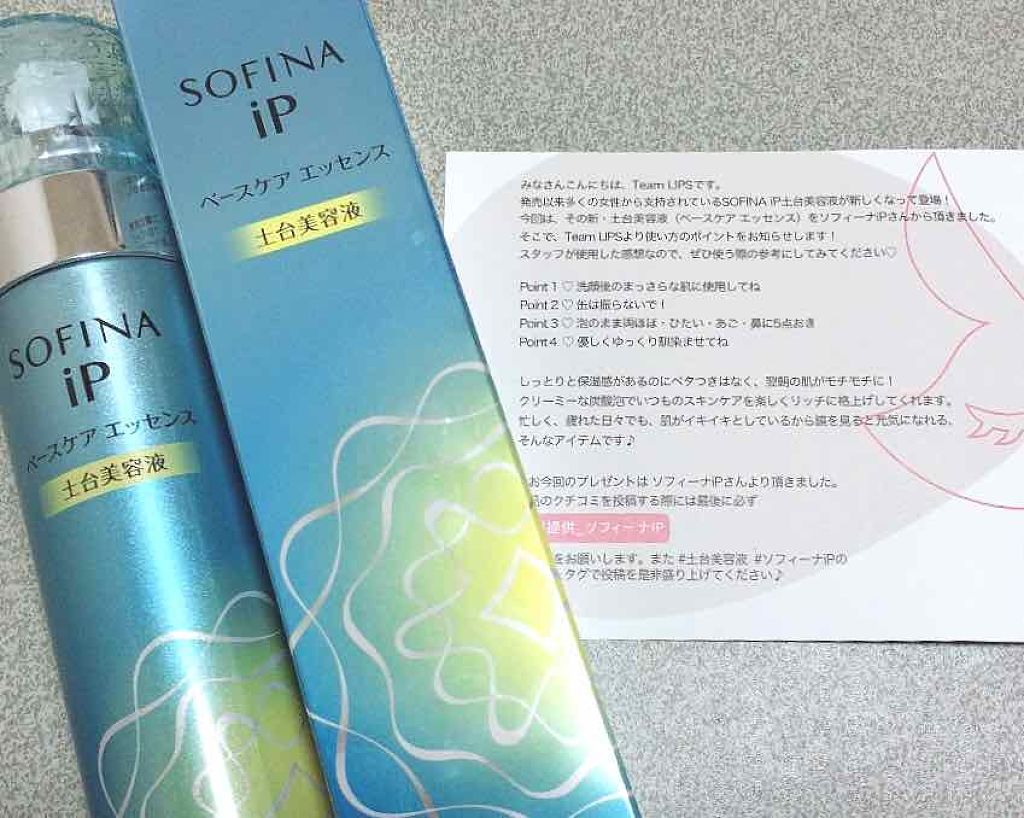 SOFINA
iP
ベースケア エッセンス
土台美容液
SOFINA
iP
ベースケア エッセンス
土台美容液
みなさんこんにちは、Team LIPSです。
発売以来多くの女性から支持されているSOFINA iP土台美容液が新しくなって登場！
今回は、その新・土台美容液（ベースケア エッセンス）をソフィーナiPさんから頂きました。
そこで、Team LIPSより使い方のポイントをお知らせします！
スタッフが使用した感想なので、ぜひ使う際の参考にしてみてください♡
Point 1 ♡ 洗顔後のまっさらな肌に使用してね
Point 2 ♡ 缶は振らないで！
Point 3 ♡ 泡のまま両ほほ・ひたい・あご・鼻に5点おき
Point 4 ♡ 優しくゆっくり馴染ませてね
しっとりと保湿感があるのにベタつきはなく、翌朝の肌がモチモチに！
クリーミーな炭酸泡でいつものスキンケアを楽しくリッチに格上げしてくれます。
忙しく、疲れた日々でも、肌がイキイキとしているから鏡を見ると元気になれる、
そんなアイテムです♪
お今回のプレゼントは ソフィーナiPさんより頂きました。
品のクチコミを投稿する際には最後に必ず
提供_ソフィーナiP
をお願いします。また #土台美容液 #ソフィーナiPの
タグで投稿を是非盛り上げてください♪